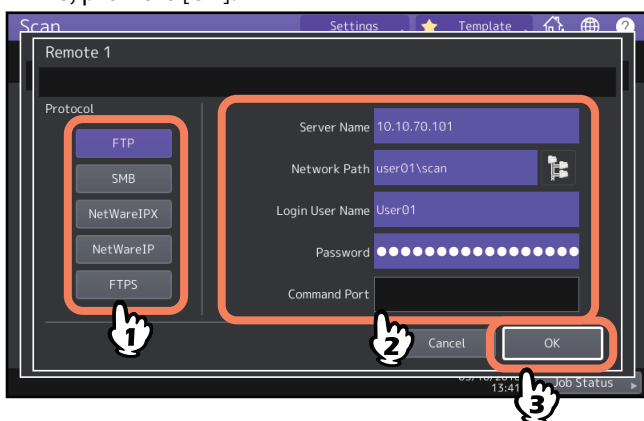 Scan Settings Template
Remote 1
Protocol
FTP
SMB
NetWareIPX
NetWareIP
FTPS
Server Name 10.10.70.101
Network Path user01\scan
Login User Name User01
Password ●●●●●●●●●●●●●●●●●
Command Port
Cancel OK
13:41 Job Status
1
2
3